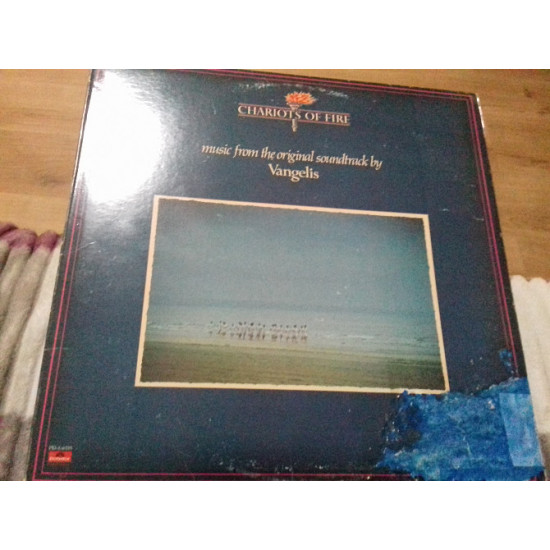 CHARIOTS OF FIRE
music from the original soundtrack by
Vangelis